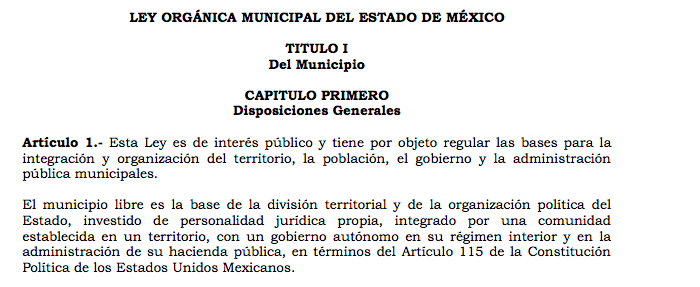 LEY ORGÁNICA MUNICIPAL DEL ESTADO DE MÉXICO
TITULO I
Del Municipio
CAPITULO PRIMERO
Disposiciones Generales
Artículo 1.- Esta Ley es de interés público y tiene por objeto regular las bases para la
integración y organización del territorio, la población, el gobierno y la administración
pública municipales.
El municipio libre es la base de la división territorial y de la organización política del
Estado, investido de personalidad jurídica propia, integrado por una comunidad
establecida en un territorio, con un gobierno autónomo en su régimen interior y en la
administración de su hacienda pública, en términos del Artículo 115 de la Constitución
Política de los Estados Unidos Mexicanos.